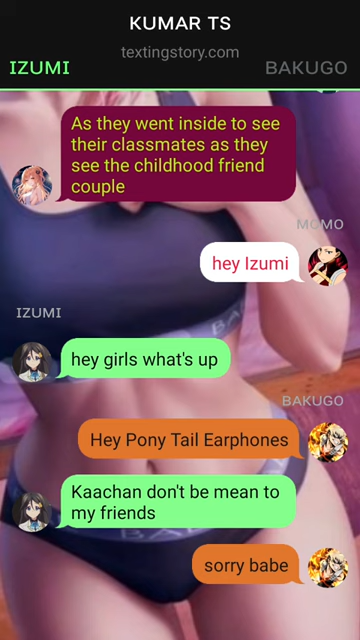 KUMAR TS
textingstory.com
IZUMI
BAKUGO
As they went inside to see
their classmates as they
see the childhood friend
couple
MOMO
hey Izumi
IZUMI
hey girls what's up
BAKUGO
Hey Pony Tail Earphones
Kaachan don't be mean to
my friends
sorry babe